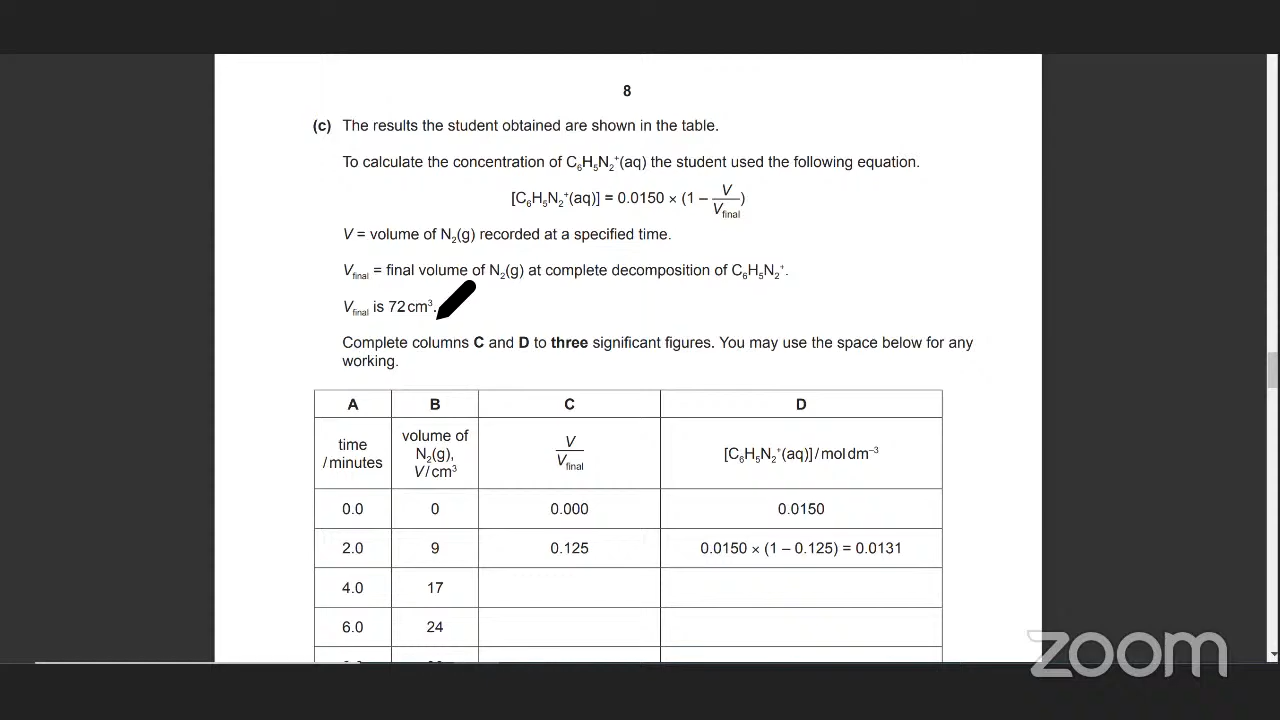 8
(c) The results the student obtained are shown in the table.
To calculate the concentration of C₆H₅N₂⁺(aq) the student used the following equation.
[C₆H₅N₂⁺(aq)] = 0.0150 × (1 – V/V_final)
V = volume of N₂(g) recorded at a specified time.
V_final = final volume of N₂(g) at complete decomposition of C₆H₅N₂⁺.
V_final is 72 cm³.
Complete columns C and D to three significant figures. You may use the space below for any
working.
A B C D
time /minutes volume of N₂(g), V/cm³ V/V_final [C₆H₅N₂⁺(aq)]/mol dm⁻³
0.0 0 0.000 0.0150
2.0 9 0.125 0.0150 × (1 – 0.125) = 0.0131
4.0 17
6.0 24
zoom